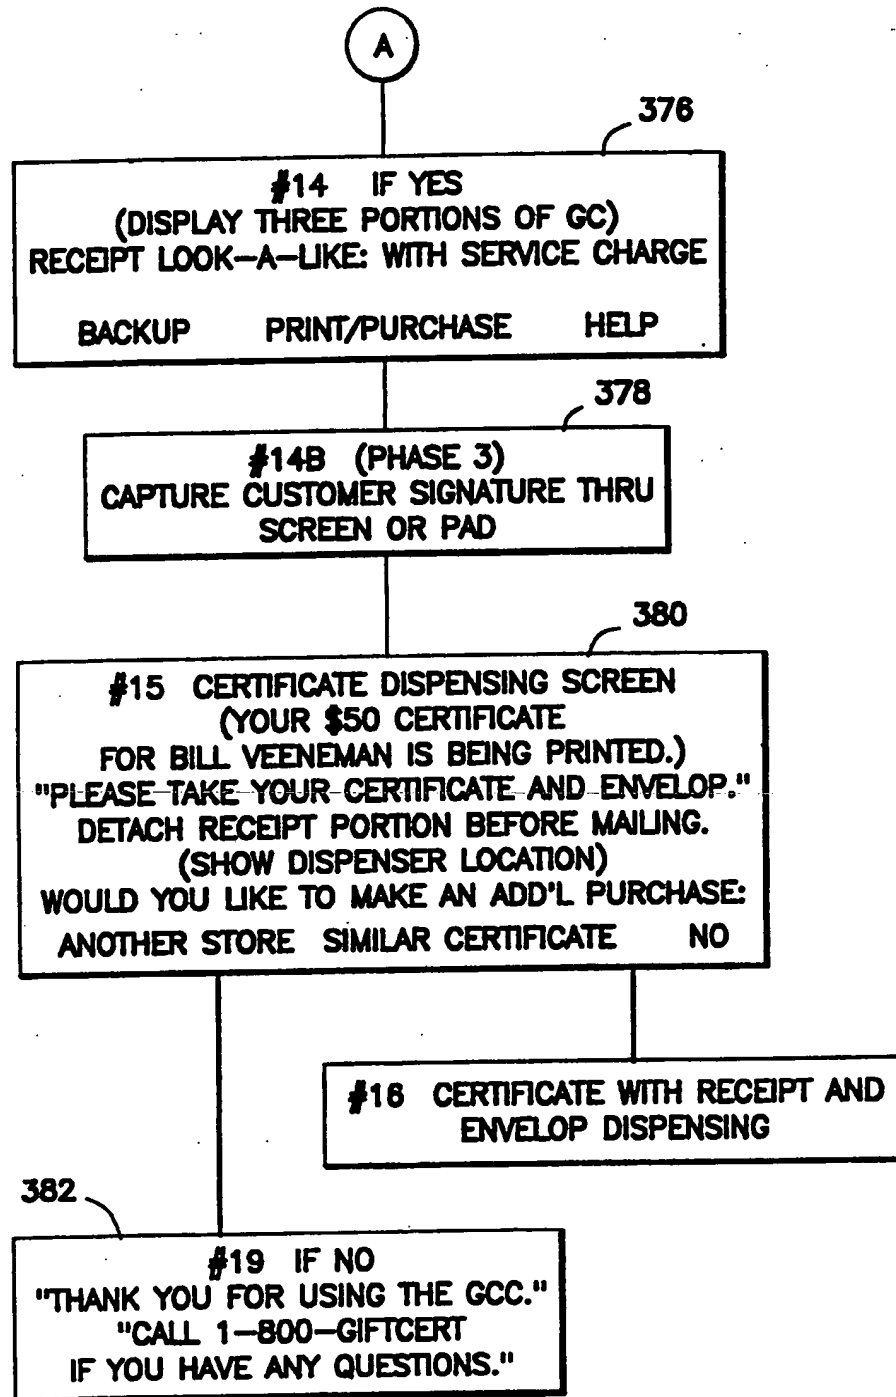 A
376
#14 IF YES
(DISPLAY THREE PORTIONS OF GC)
RECEIPT LOOK-A-LIKE: WITH SERVICE CHARGE
BACKUP PRINT/PURCHASE HELP
378
#14B (PHASE 3)
CAPTURE CUSTOMER SIGNATURE THRU
SCREEN OR PAD
380
#15 CERTIFICATE DISPENSING SCREEN
(YOUR $50 CERTIFICATE
FOR BILL VEENEMAN IS BEING PRINTED.)
"PLEASE TAKE YOUR CERTIFICATE AND ENVELOP."
DETACH RECEIPT PORTION BEFORE MAILING.
(SHOW DISPENSER LOCATION)
WOULD YOU LIKE TO MAKE AN ADD'L PURCHASE:
ANOTHER STORE SIMILAR CERTIFICATE NO
#16 CERTIFICATE WITH RECEIPT AND
ENVELOP DISPENSING
382
#19 IF NO
"THANK YOU FOR USING THE GCC."
"CALL 1-800-GIFTCERT
IF YOU HAVE ANY QUESTIONS."